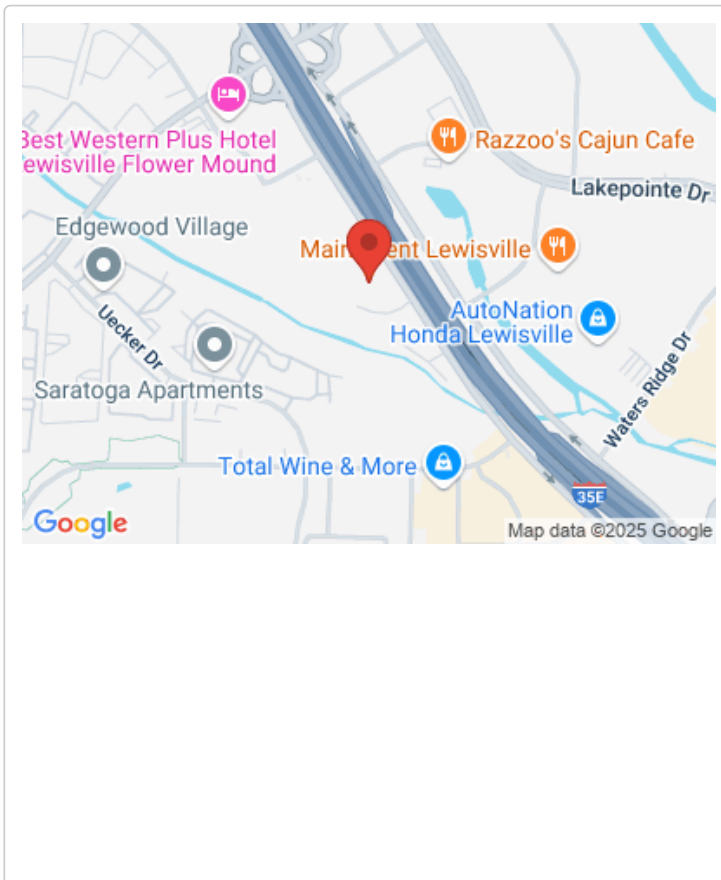 Best Western Plus Hotel
ewisville Flower Mound
Razzoo's Cajun Cafe
Lakepointe Dr
Edgewood Village
Lewisville
AutoNation
Honda Lewisville
Uecker Dr
Saratoga Apartments
Waters Ridge Dr
Total Wine & More
35E
Google
Map data ©2025 Google